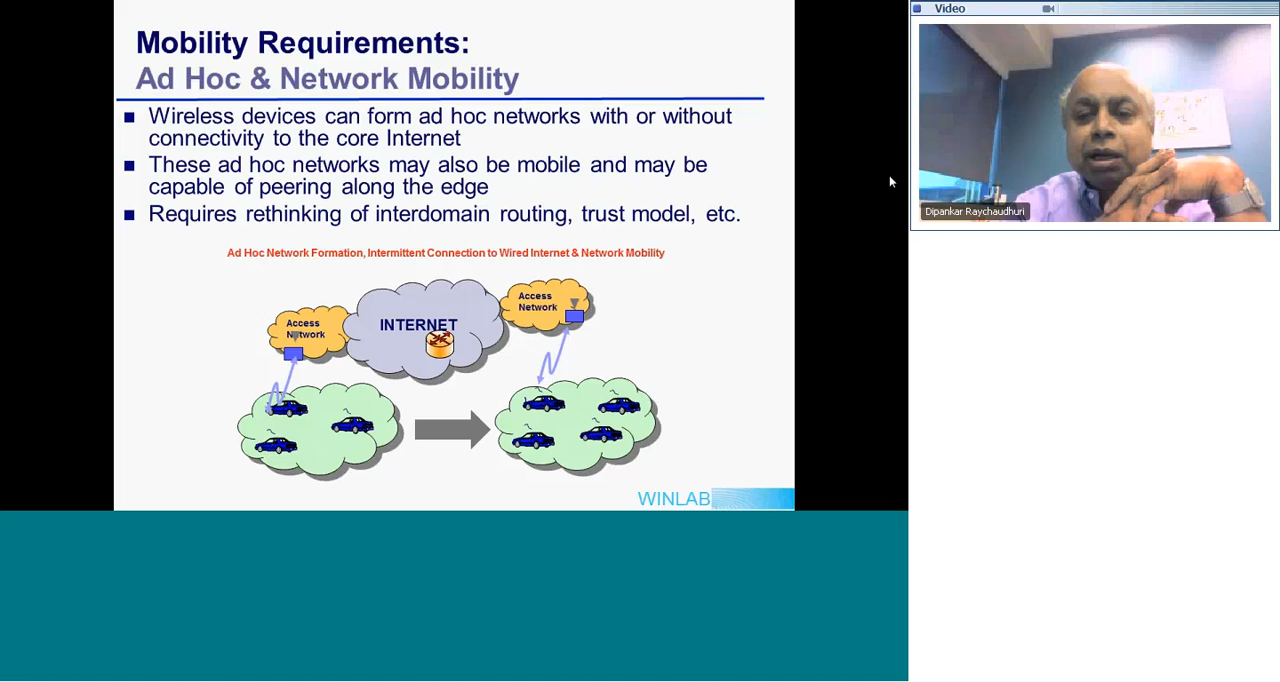 Mobility Requirements:
Ad Hoc & Network Mobility
Wireless devices can form ad hoc networks with or without
connectivity to the core Internet
These ad hoc networks may also be mobile and may be
capable of peering along the edge
Requires rethinking of interdomain routing, trust model, etc.
Ad Hoc Network Formation, Intermittent Connection to Wired Internet & Network Mobility
Access
Network
INTERNET
Access
Network
WINLAB
Video
Dipankar Raychaudhuri